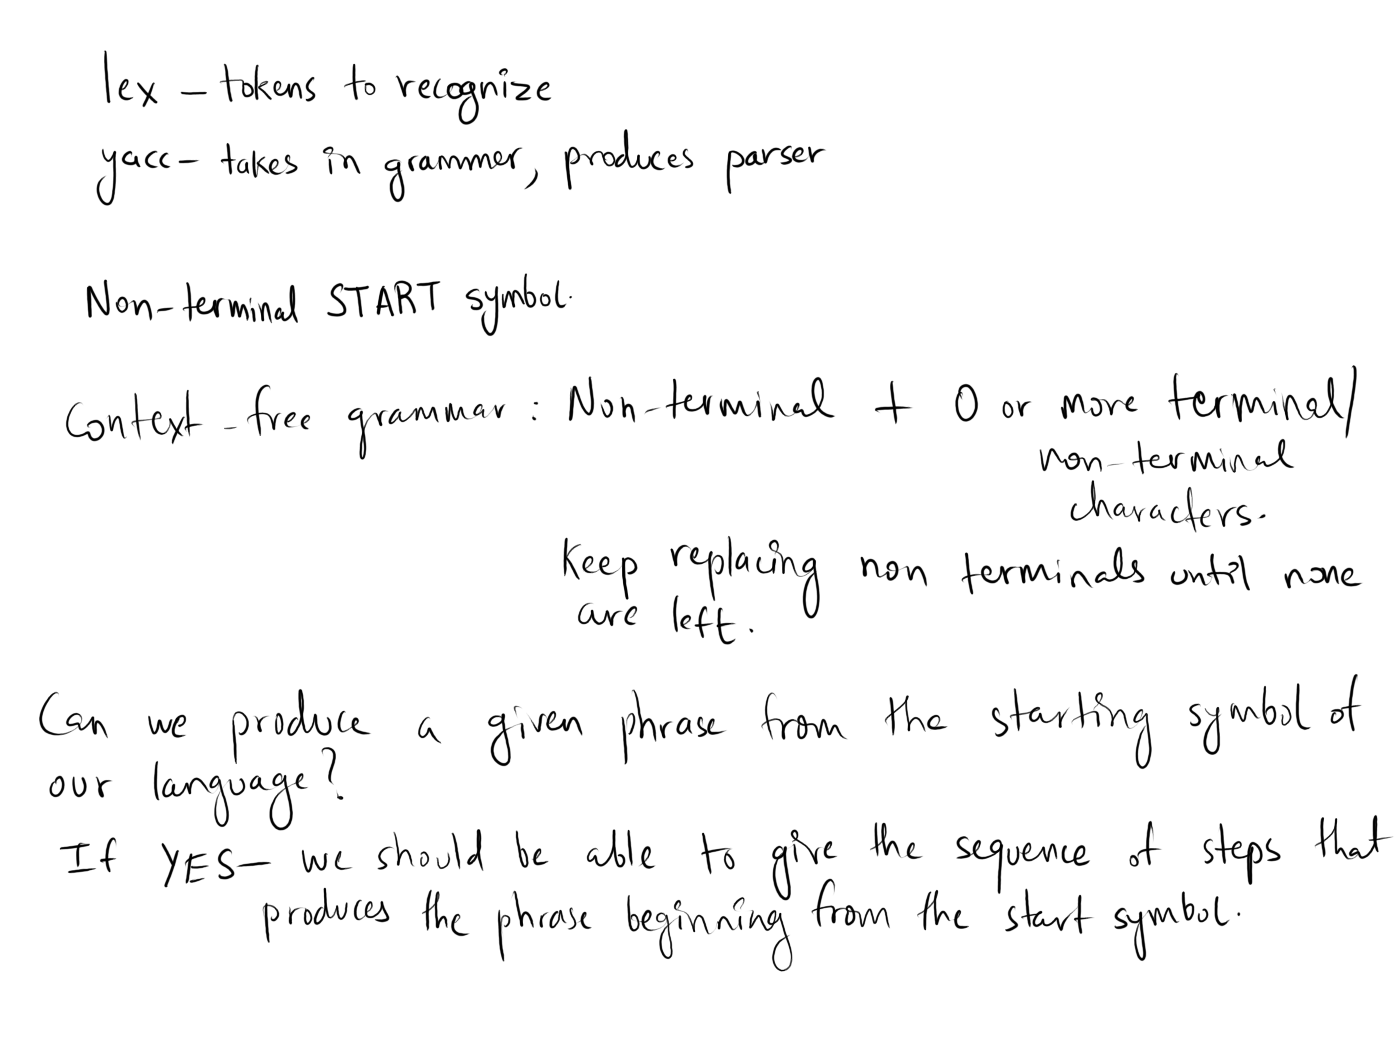 lex – tokens to recognize
yacc – takes in grammer, produces parser
Non-terminal START symbol.
Context-free grammar : Non-terminal + 0 or more terminal/
non-terminal
characters.
Keep replacing non terminals until none
are left.
Can we produce a given phrase from the starting symbol of
our language?
If YES – we should be able to give the sequence of steps that
produces the phrase beginning from the start symbol.